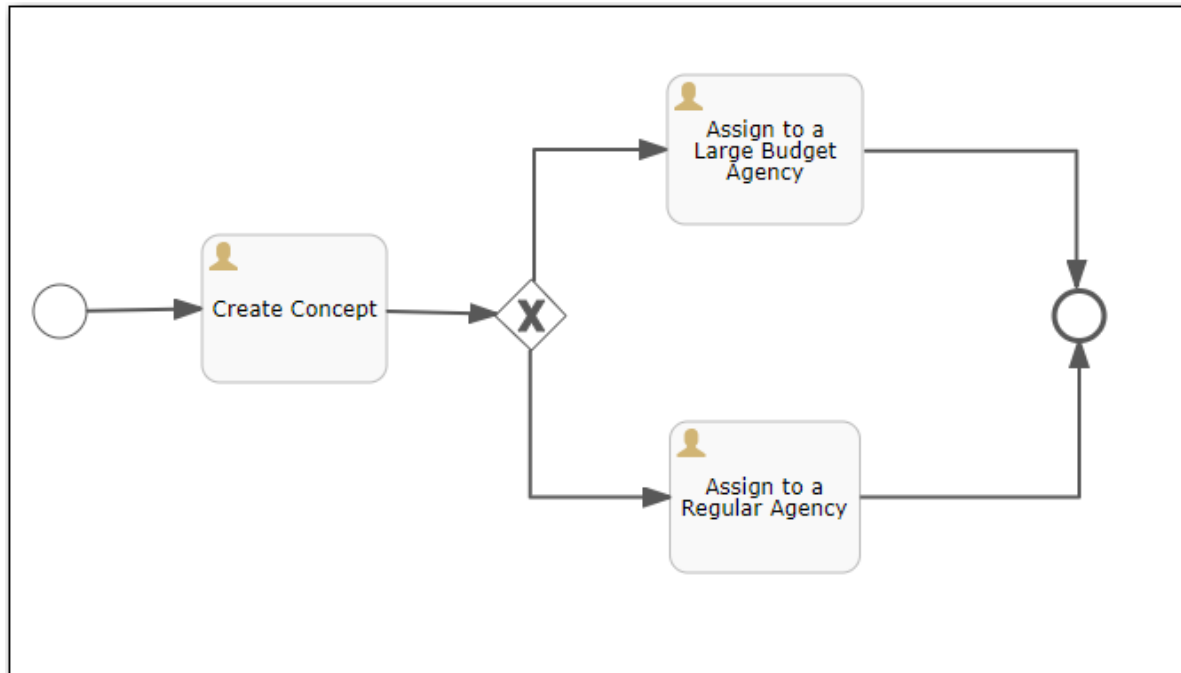 Assign to a
Large Budget
Agency
Create Concept
X
Assign to a
Regular Agency